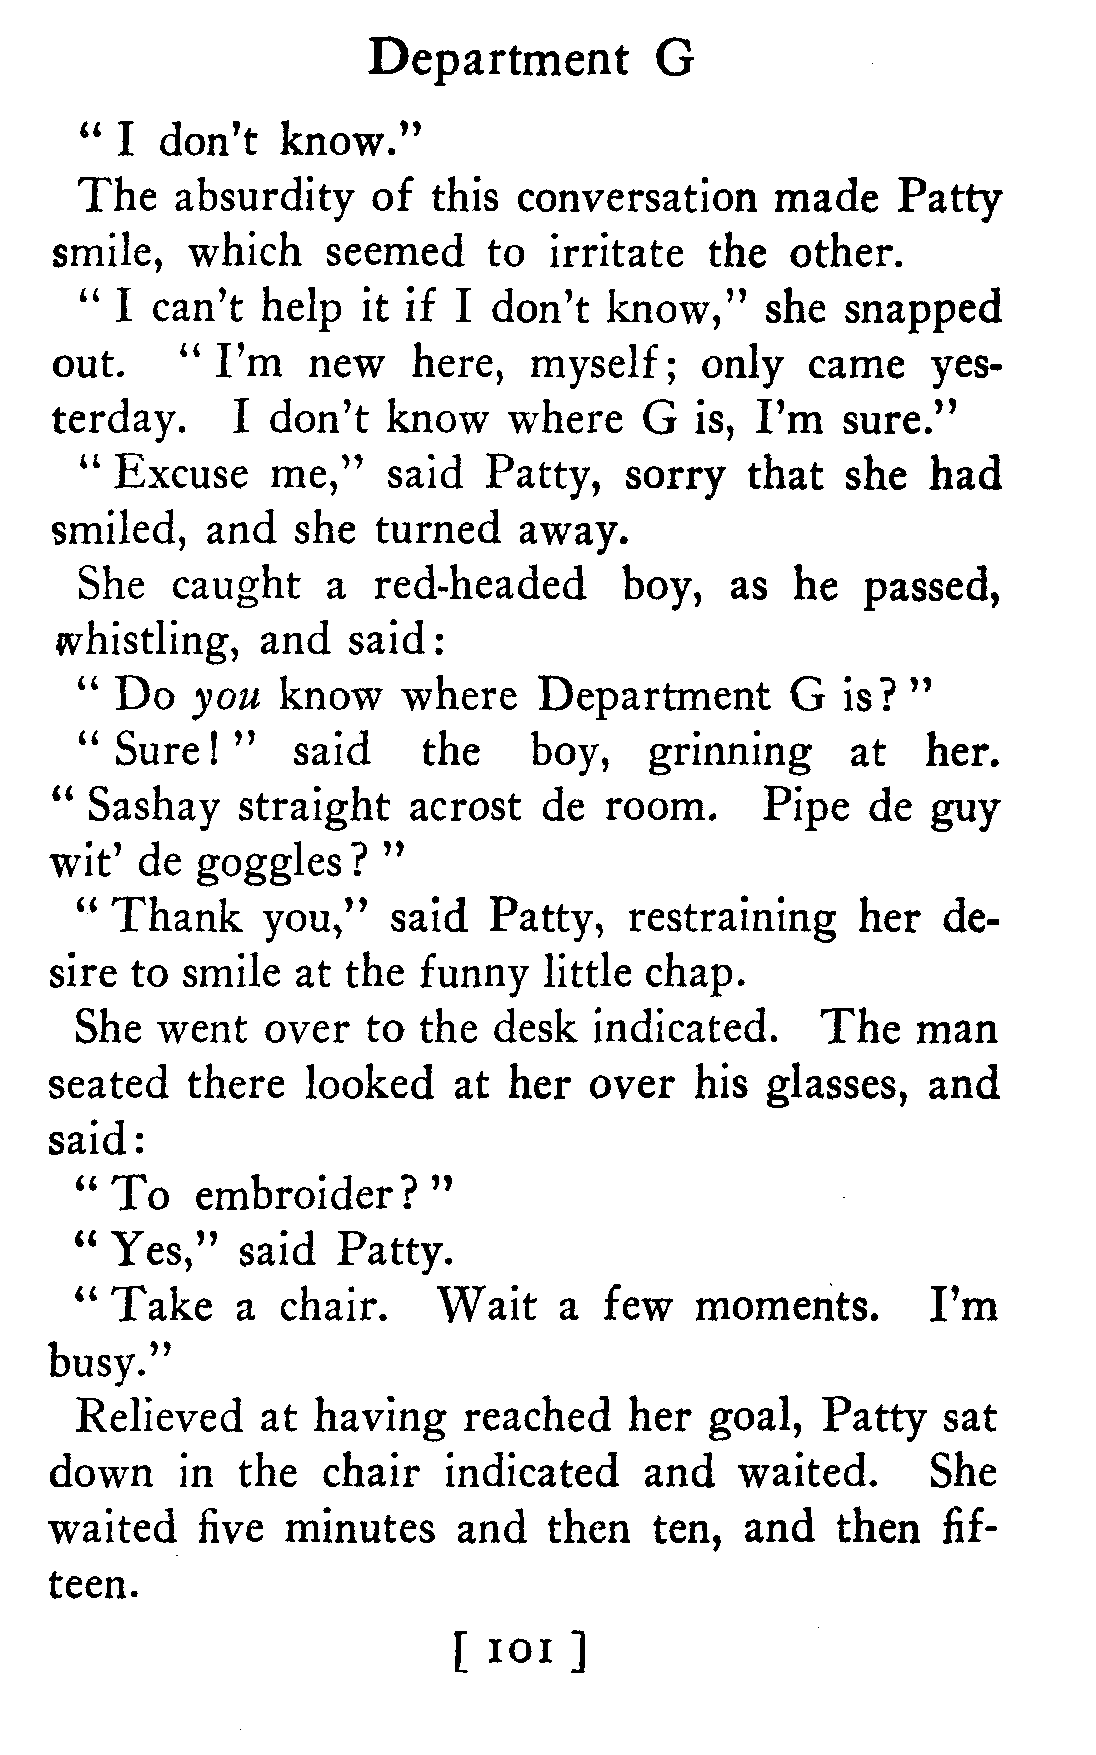 Department G
“ I don't know.”
The absurdity of this conversation made Patty
smile, which seemed to irritate the other.
“ I can't help it if I don't know,” she snapped
out. “ I'm new here, myself; only came yes-
terday. I don't know where G is, I'm sure.”
“ Excuse me,” said Patty, sorry that she had
smiled, and she turned away.
She caught a red-headed boy, as he passed,
whistling, and said:
“ Do you know where Department G is? ”
“ Sure! ” said the boy, grinning at her.
“ Sashay straight acrost de room. Pipe de guy
wit' de goggles? ”
“ Thank you,” said Patty, restraining her de-
sire to smile at the funny little chap.
She went over to the desk indicated. The man
seated there looked at her over his glasses, and
said:
“ To embroider? ”
“ Yes,” said Patty.
“ Take a chair. Wait a few moments. I'm
busy.”
Relieved at having reached her goal, Patty sat
down in the chair indicated and waited. She
waited five minutes and then ten, and then fif-
teen.
[ 101 ]